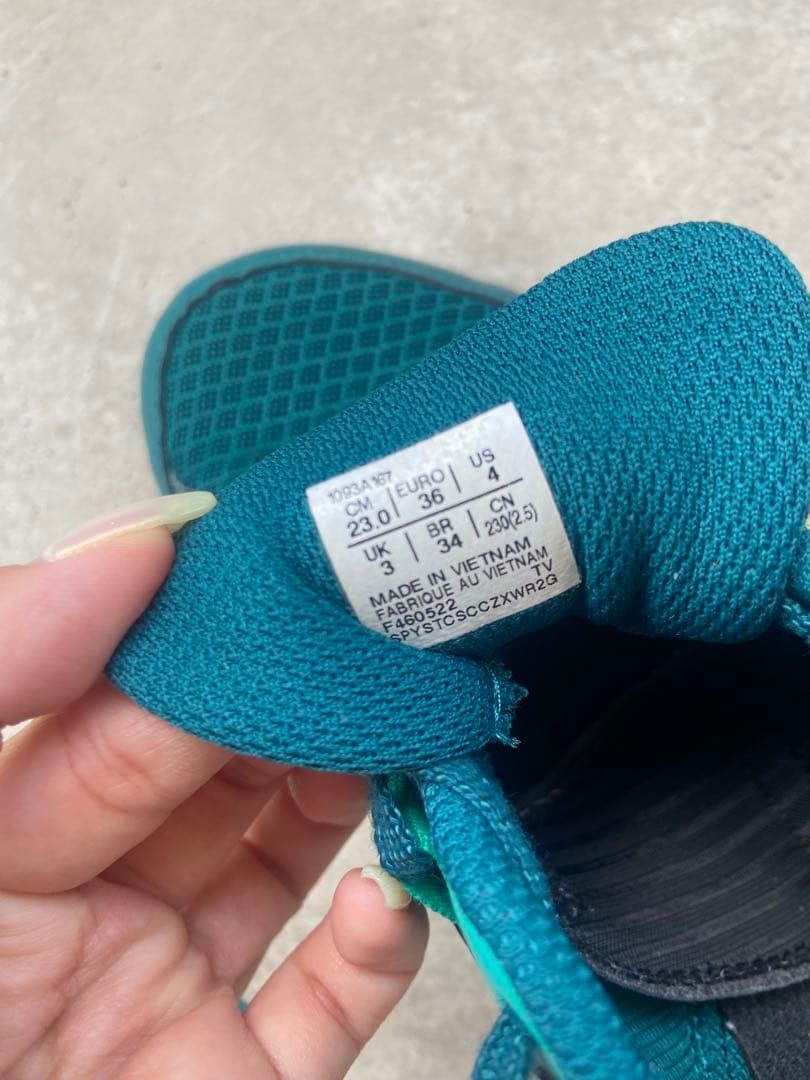 1093A167
CM | EURO | US
23.0 | 36 | 4
UK | BR | CN
3 | 34 | 230(2.5)
MADE IN VIETNAM
FABRIQUE AU VIETNAM
F460522 TV
SPYSTCSCCZXWR2G